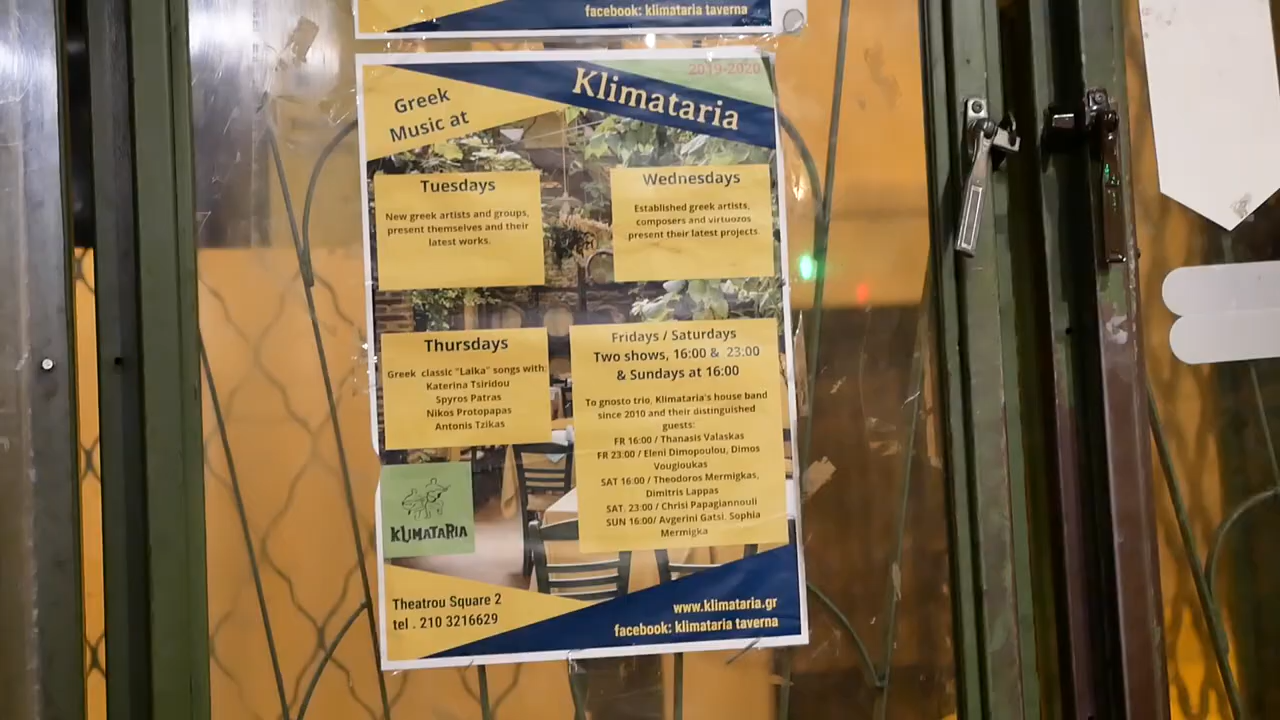 facebook: klimataria taverna
2019-2020
Greek
Music at
Klimataria
Tuesdays
New greek artists and groups,
present themselves and their
latest works.
Wednesdays
Established greek artists,
composers and virtuozos
present their latest projects.
Thursdays
Greek classic "Laika" songs with:
Katerina Tsiridou
Spyros Patras
Nikos Protopapas
Antonis Tzikas
Fridays / Saturdays
Two shows, 16:00 & 23:00
& Sundays at 16:00
To gnosto trio, Klimataria's house band
since 2010 and their distinguished
guests:
FR 16:00 / Thanasis Valaskas
FR 23:00 / Eleni Dimopoulou, Dimos
Vougioukas
SAT 16:00 / Theodoros Mermigkas,
Dimitris Lappas
SAT. 23:00 / Chrisi Papagiannouli
SUN 16:00/ Avgerini Gatsi. Sophia
Mermigka
KLIMATARIA
Theatrou Square 2
tel . 210 3216629
www.klimataria.gr
facebook: klimataria taverna